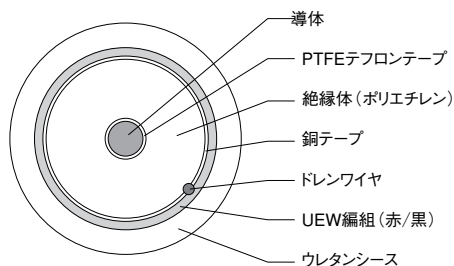 導体
PTFEテフロンテープ
絶縁体（ポリエチレン）
銅テープ
ドレンワイヤ
UEW編組（赤/黒）
ウレタンシース